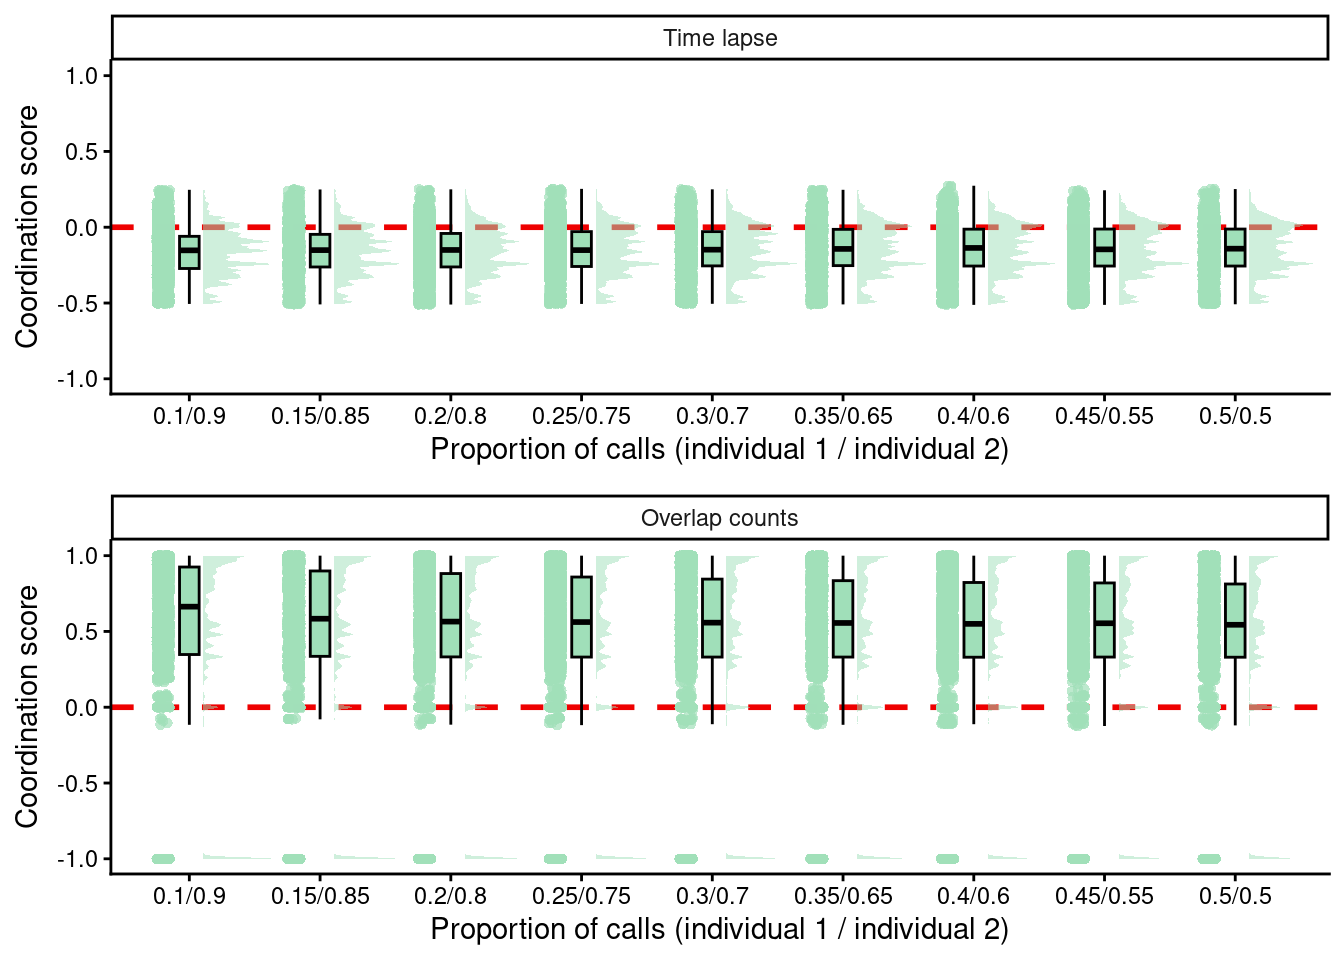 Time lapse
Coordination score
1.0
0.5
0.0
-0.5
-1.0
0.1/0.9 0.15/0.85 0.2/0.8 0.25/0.75 0.3/0.7 0.35/0.65 0.4/0.6 0.45/0.55 0.5/0.5
Proportion of calls (individual 1 / individual 2)
Overlap counts
Coordination score
1.0
0.5
0.0
-0.5
-1.0
0.1/0.9 0.15/0.85 0.2/0.8 0.25/0.75 0.3/0.7 0.35/0.65 0.4/0.6 0.45/0.55 0.5/0.5
Proportion of calls (individual 1 / individual 2)